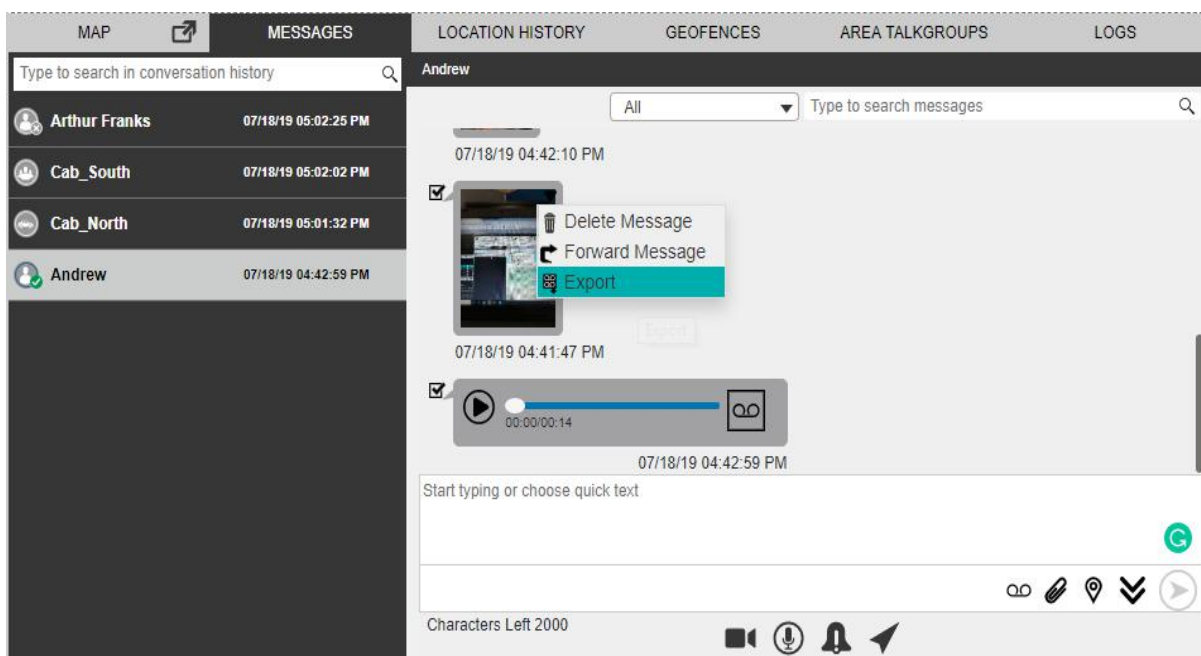 MAP MESSAGES LOCATION HISTORY GEOFENCES AREA TALKGROUPS LOGS
Type to search in conversation history
Arthur Franks 07/18/19 05:02:25 PM
Cab_South 07/18/19 05:02:02 PM
Cab_North 07/18/19 05:01:32 PM
Andrew 07/18/19 04:42:59 PM
Andrew
All Type to search messages
07/18/19 04:42:10 PM
Delete Message
Forward Message
Export
Export
07/18/19 04:41:47 PM
00:00/00:14
07/18/19 04:42:59 PM
Start typing or choose quick text
G
Characters Left 2000